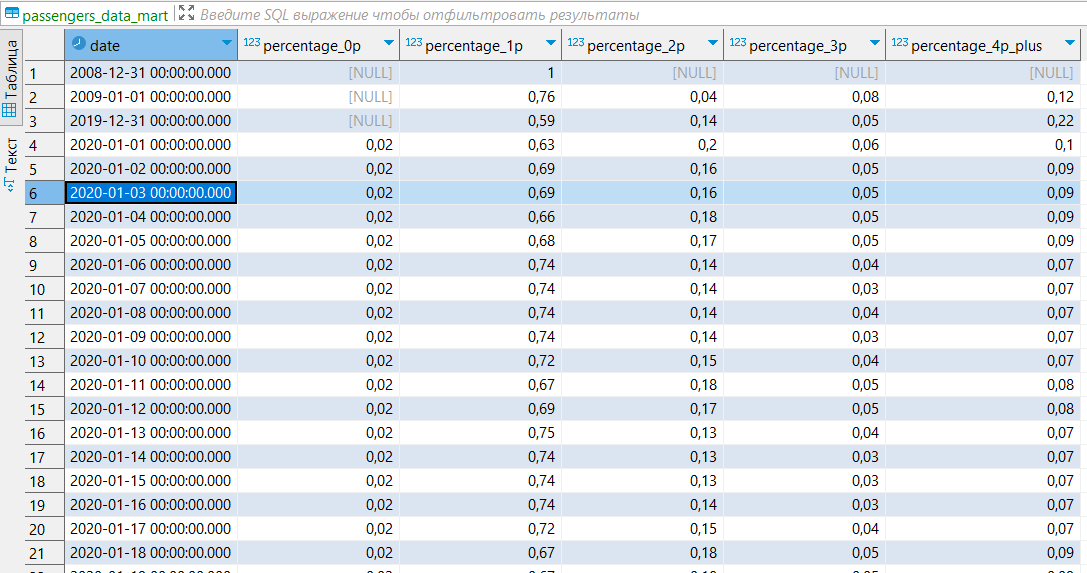 passengers_data_mart Введите SQL выражение чтобы отфильтровать результаты
Таблица
Текст
date 123 percentage_0p 123 percentage_1p 123 percentage_2p 123 percentage_3p 123 percentage_4p_plus
1 2008-12-31 00:00:00.000 [NULL] 1 [NULL] [NULL] [NULL]
2 2009-01-01 00:00:00.000 [NULL] 0,76 0,04 0,08 0,12
3 2019-12-31 00:00:00.000 [NULL] 0,59 0,14 0,05 0,22
4 2020-01-01 00:00:00.000 0,02 0,63 0,2 0,06 0,1
5 2020-01-02 00:00:00.000 0,02 0,69 0,16 0,05 0,09
6 2020-01-03 00:00:00.000 0,02 0,69 0,16 0,05 0,09
7 2020-01-04 00:00:00.000 0,02 0,66 0,18 0,05 0,09
8 2020-01-05 00:00:00.000 0,02 0,68 0,17 0,05 0,09
9 2020-01-06 00:00:00.000 0,02 0,74 0,14 0,04 0,07
10 2020-01-07 00:00:00.000 0,02 0,74 0,14 0,03 0,07
11 2020-01-08 00:00:00.000 0,02 0,74 0,14 0,04 0,07
12 2020-01-09 00:00:00.000 0,02 0,74 0,14 0,03 0,07
13 2020-01-10 00:00:00.000 0,02 0,72 0,15 0,04 0,07
14 2020-01-11 00:00:00.000 0,02 0,67 0,18 0,05 0,08
15 2020-01-12 00:00:00.000 0,02 0,69 0,17 0,05 0,08
16 2020-01-13 00:00:00.000 0,02 0,75 0,13 0,04 0,07
17 2020-01-14 00:00:00.000 0,02 0,74 0,13 0,03 0,07
18 2020-01-15 00:00:00.000 0,02 0,74 0,13 0,03 0,07
19 2020-01-16 00:00:00.000 0,02 0,74 0,14 0,03 0,07
20 2020-01-17 00:00:00.000 0,02 0,72 0,15 0,04 0,07
21 2020-01-18 00:00:00.000 0,02 0,67 0,18 0,05 0,09